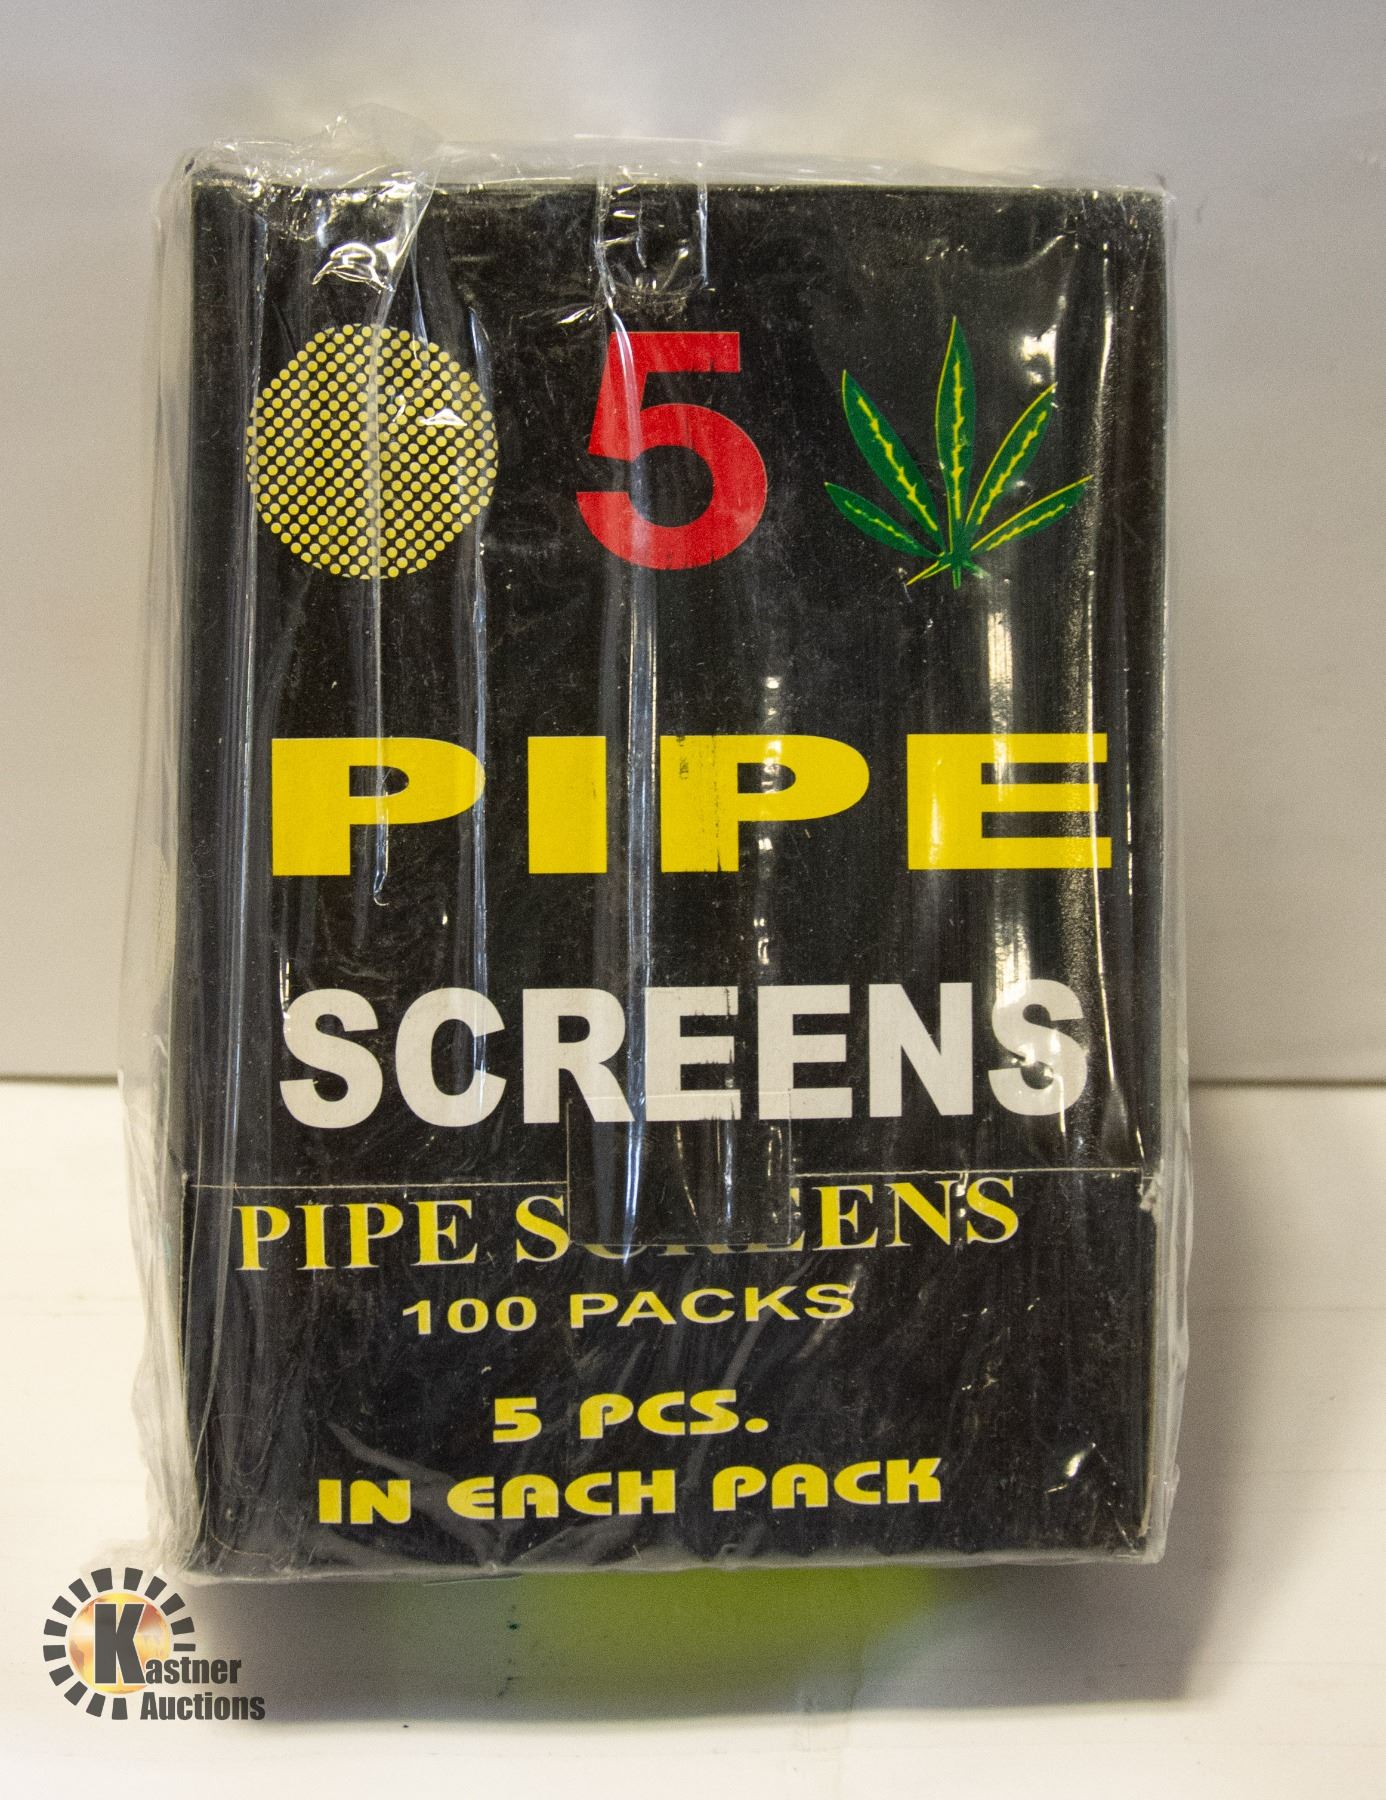 5
PIPE
SCREENS
PIPE SCREENS
100 PACKS
5 PCS.
IN EACH PACK
Kastner
Auctions